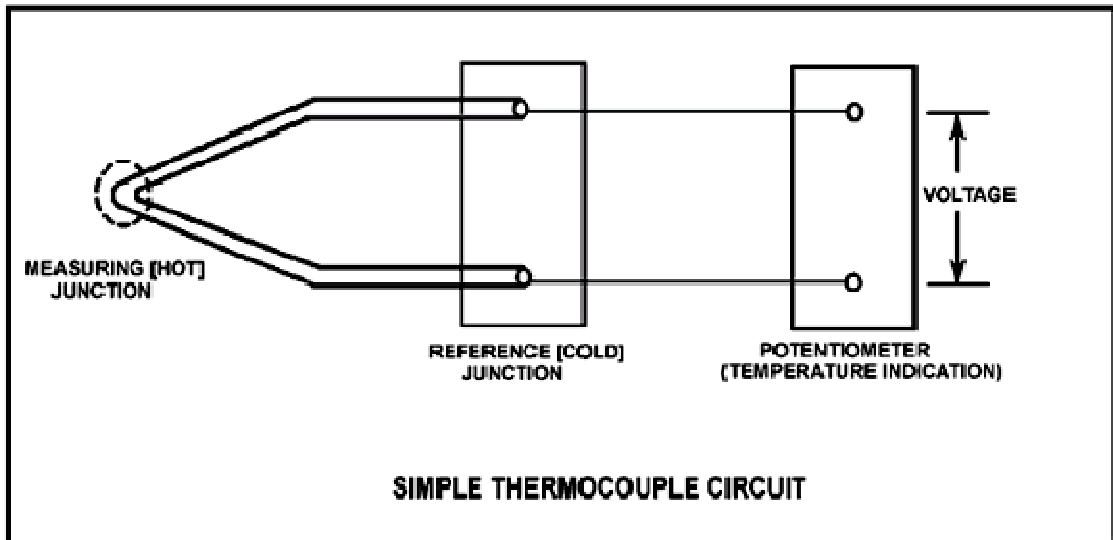 VOLTAGE
MEASURING [HOT]
JUNCTION
REFERENCE [COLD]
JUNCTION
POTENTIOMETER
(TEMPERATURE INDICATION)
SIMPLE THERMOCOUPLE CIRCUIT